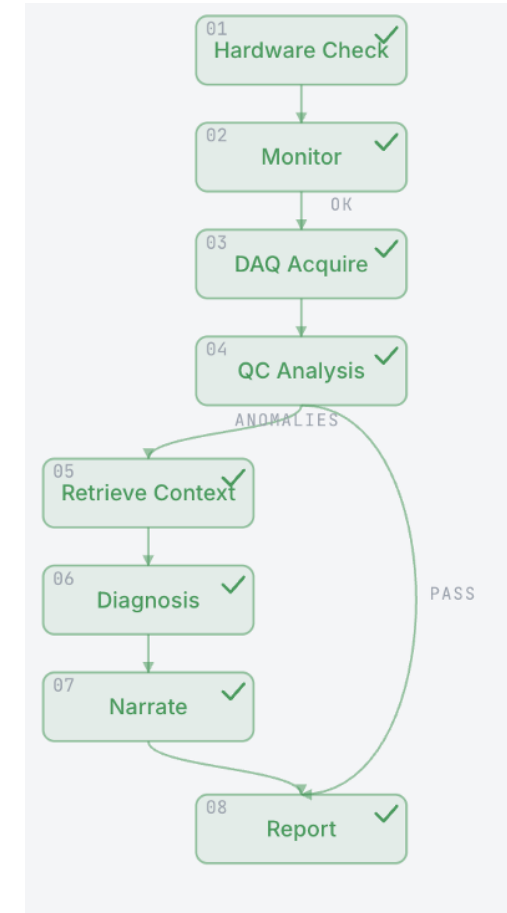 01
Hardware Check
02
Monitor
OK
03
DAQ Acquire
04
QC Analysis
ANOMALIES
05
Retrieve Context
06
Diagnosis
PASS
07
Narrate
08
Report